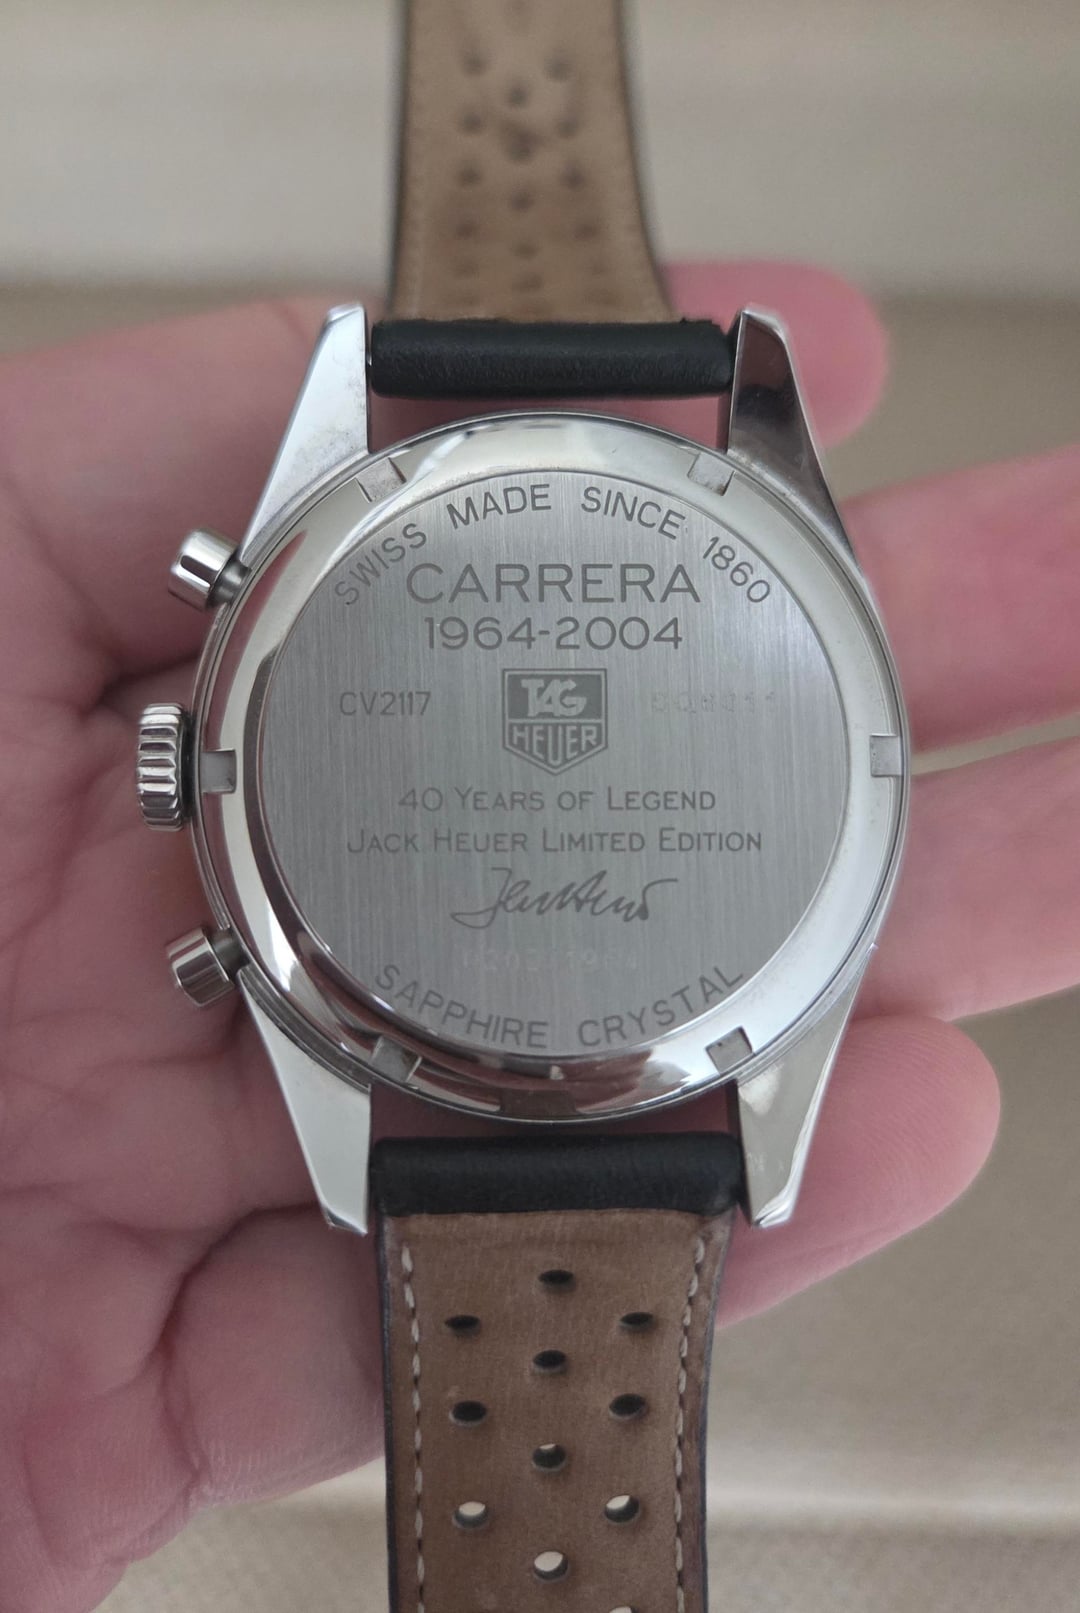 SWISS MADE SINCE 1860
CARRERA
1964-2004
CV2117
TAG
HEUER
40 YEARS OF LEGEND
JACK HEUER LIMITED EDITION
SAPPHIRE CRYSTAL